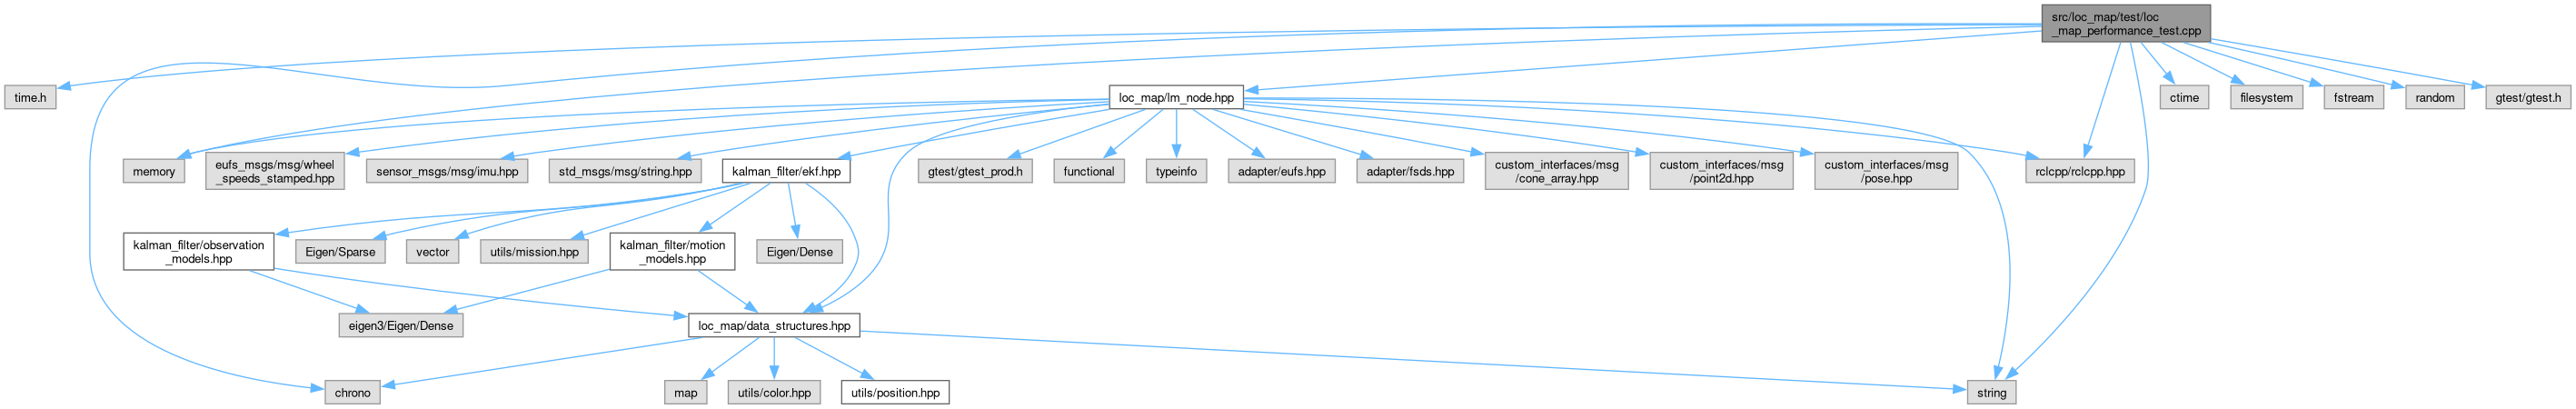 src/loc_map/test/loc
_map_performance_test.cpp
time.h
loc_map/lm_node.hpp
ctime
filesystem
fstream
random
gtest/gtest.h
memory
eufs_msgs/msg/wheel
_speeds_stamped.hpp
sensor_msgs/msg/imu.hpp
std_msgs/msg/string.hpp
kalman_filter/ekf.hpp
gtest/gtest_prod.h
functional
typeinfo
adapter/eufs.hpp
adapter/fsds.hpp
custom_interfaces/msg
/cone_array.hpp
custom_interfaces/msg
/point2d.hpp
custom_interfaces/msg
/pose.hpp
rclcpp/rclcpp.hpp
kalman_filter/observation
_models.hpp
Eigen/Sparse
vector
utils/mission.hpp
kalman_filter/motion
_models.hpp
Eigen/Dense
eigen3/Eigen/Dense
loc_map/data_structures.hpp
chrono
map
utils/color.hpp
utils/position.hpp
string